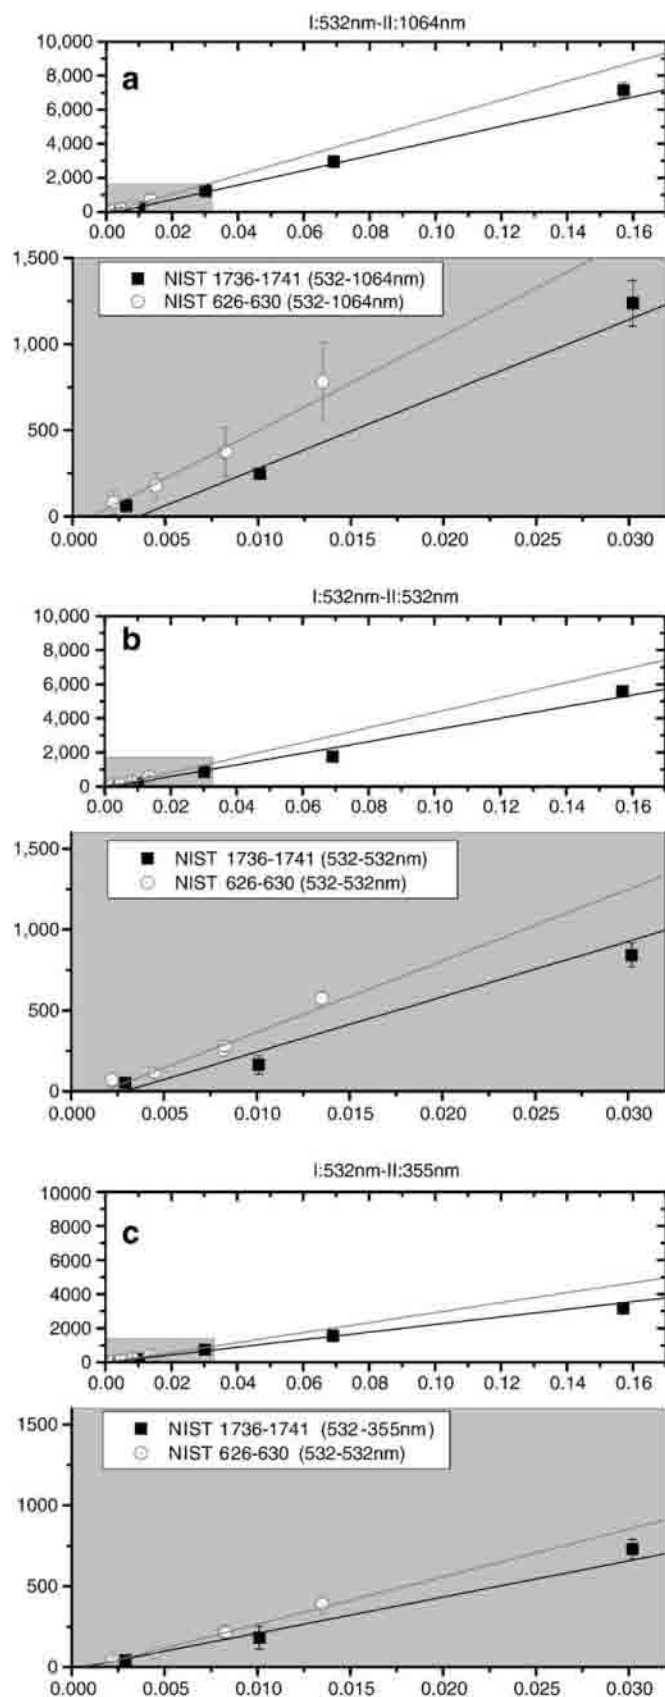 I:532nm-II:1064nm
a
10,000
8,000
6,000
4,000
2,000
0
0.00 0.02 0.04 0.06 0.08 0.10 0.12 0.14 0.16
1,500
1,000
500
0
NIST 1736-1741 (532-1064nm)
NIST 626-630 (532-1064nm)
0.000 0.005 0.010 0.015 0.020 0.025 0.030
I:532nm-II:532nm
b
10,000
8,000
6,000
4,000
2,000
0
0.00 0.02 0.04 0.06 0.08 0.10 0.12 0.14 0.16
1,500
1,000
500
0
NIST 1736-1741 (532-532nm)
NIST 626-630 (532-532nm)
0.000 0.005 0.010 0.015 0.020 0.025 0.030
I:532nm-II:355nm
c
10000
8000
6000
4000
2000
0
0.00 0.02 0.04 0.06 0.08 0.10 0.12 0.14 0.16
1500
1000
500
0
NIST 1736-1741 (532-355nm)
NIST 626-630 (532-532nm)
0.000 0.005 0.010 0.015 0.020 0.025 0.030